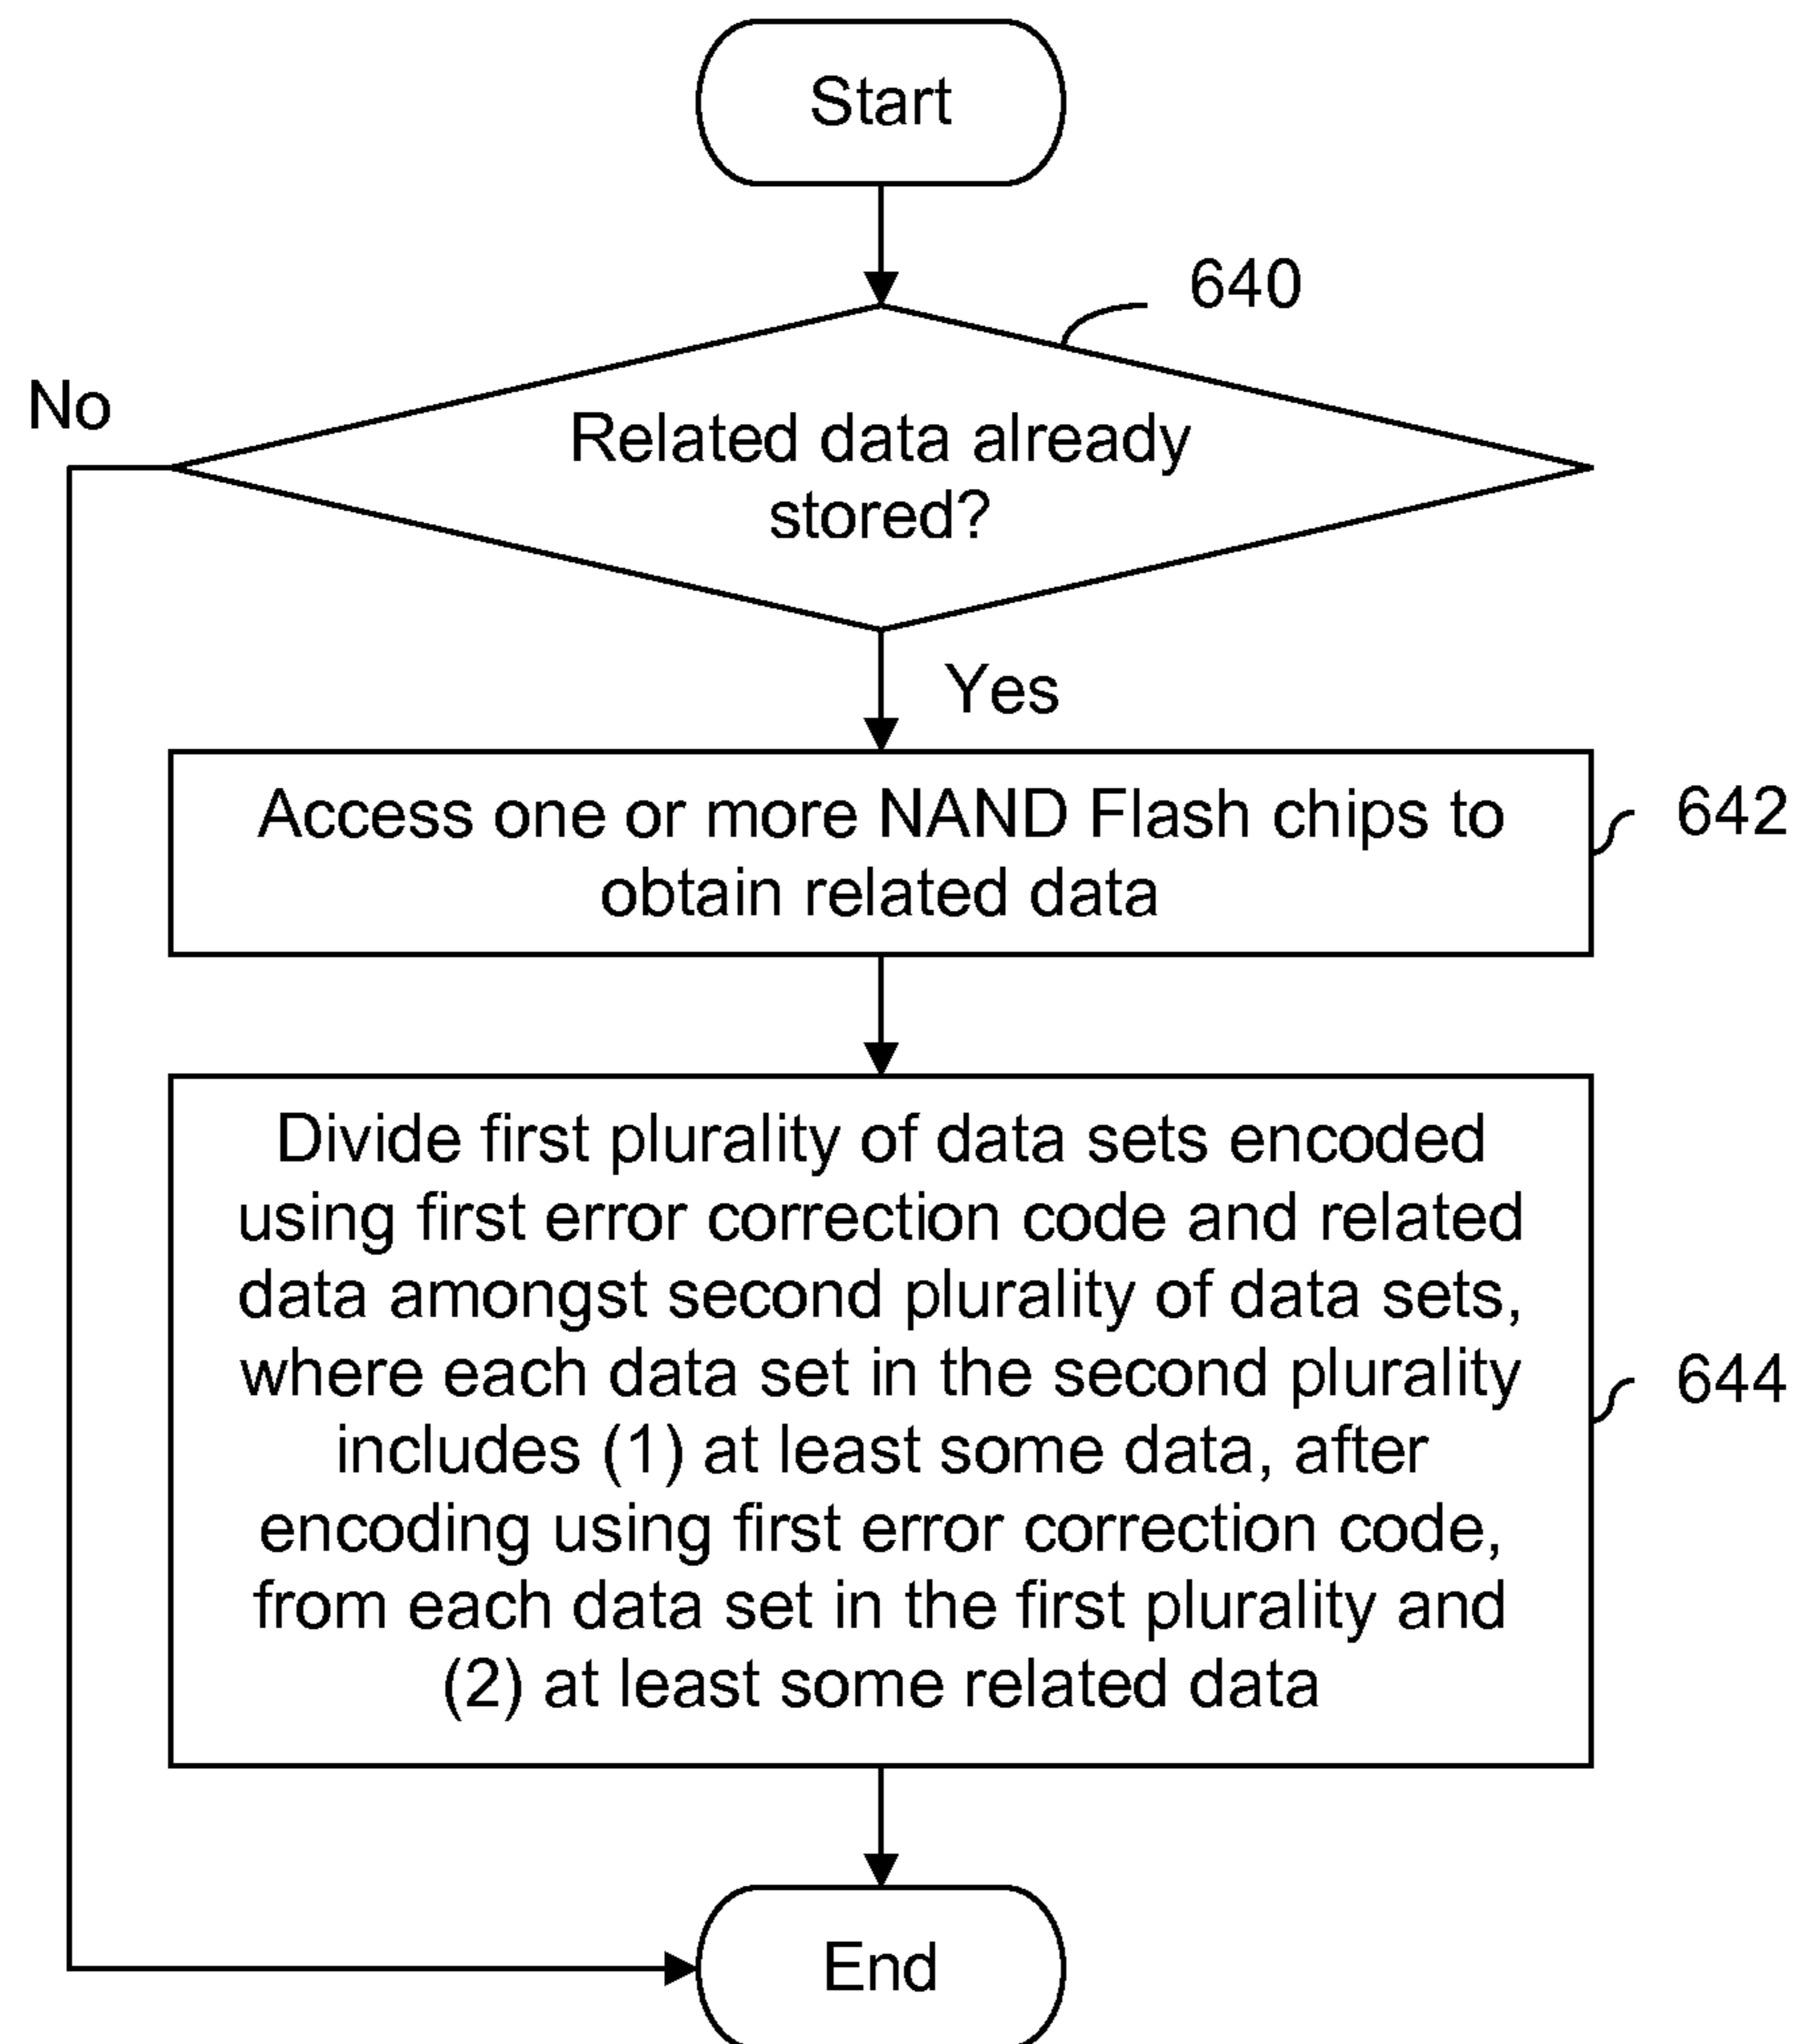 Start
640
No
Related data already
stored?
Yes
Access one or more NAND Flash chips to
obtain related data
642
Divide first plurality of data sets encoded
using first error correction code and related
data amongst second plurality of data sets,
where each data set in the second plurality
includes (1) at least some data, after
encoding using first error correction code,
from each data set in the first plurality and
(2) at least some related data
644
End